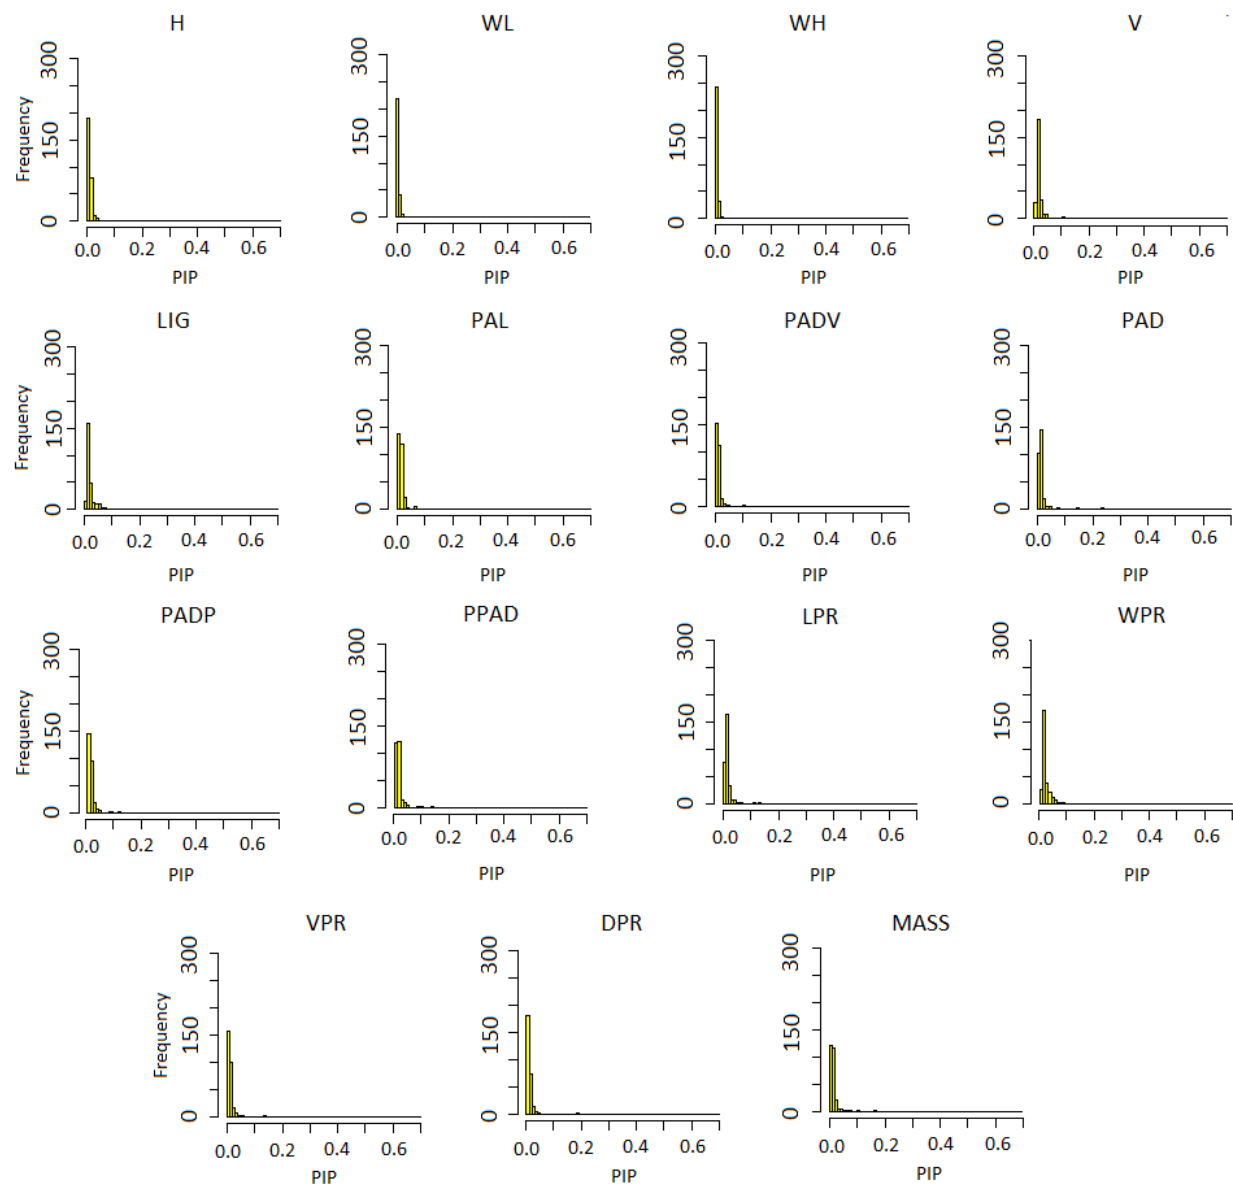 H WL WH V
300 300 300 300
Frequency
150 150 150 150
0 0 0 0
0.0 0.2 0.4 0.6 0.0 0.2 0.4 0.6 0.0 0.2 0.4 0.6 0.0 0.2 0.4 0.6
PIP PIP PIP PIP
LIG PAL PADV PAD
300 300 300 300
Frequency
150 150 150 150
0 0 0 0
0.0 0.2 0.4 0.6 0.0 0.2 0.4 0.6 0.0 0.2 0.4 0.6 0.0 0.2 0.4 0.6
PIP PIP PIP PIP
PADP PPAD LPR WPR
300 300 300 300
Frequency
150 150 150 150
0 0 0 0
0.0 0.2 0.4 0.6 0.0 0.2 0.4 0.6 0.0 0.2 0.4 0.6 0.0 0.2 0.4 0.6
PIP PIP PIP PIP
VPR DPR MASS
300 300 300
Frequency
150 150 150
0 0 0
0.0 0.2 0.4 0.6 0.0 0.2 0.4 0.6 0.0 0.2 0.4 0.6
PIP PIP PIP